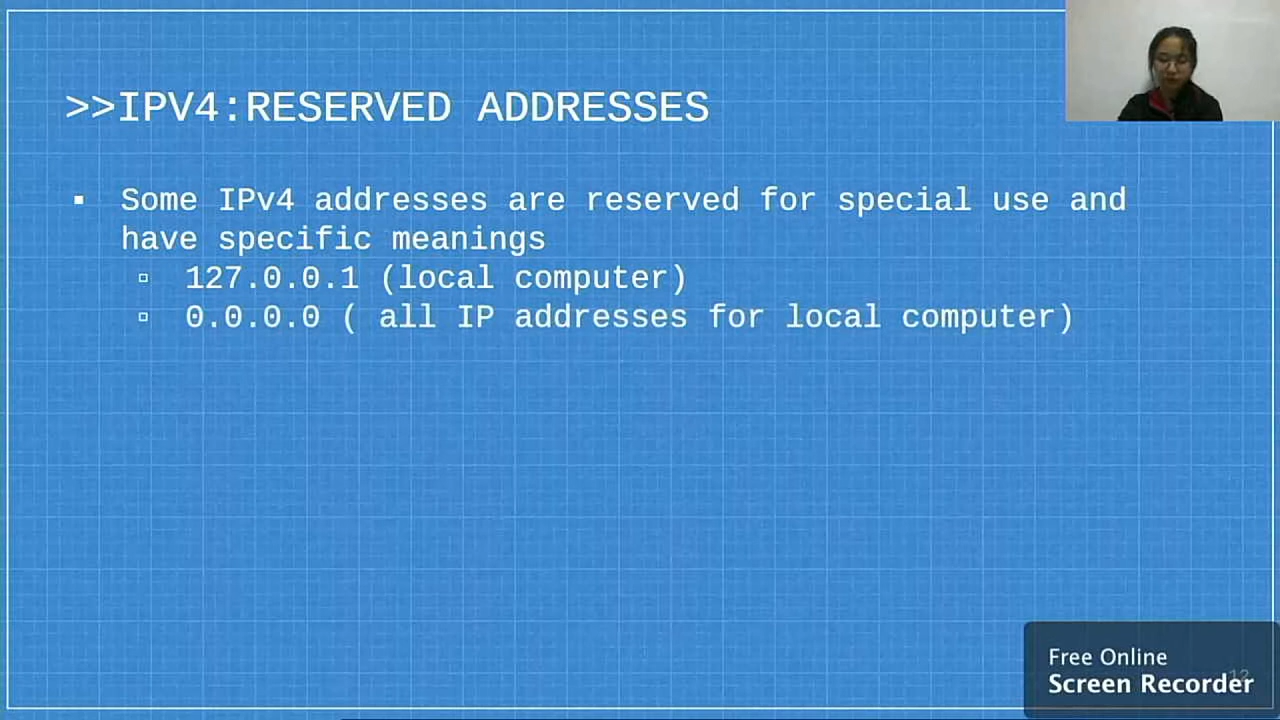 >>IPV4:RESERVED ADDRESSES
▪ Some IPv4 addresses are reserved for special use and
have specific meanings
▫ 127.0.0.1 (local computer)
▫ 0.0.0.0 ( all IP addresses for local computer)
Free Online
12
Screen Recorder